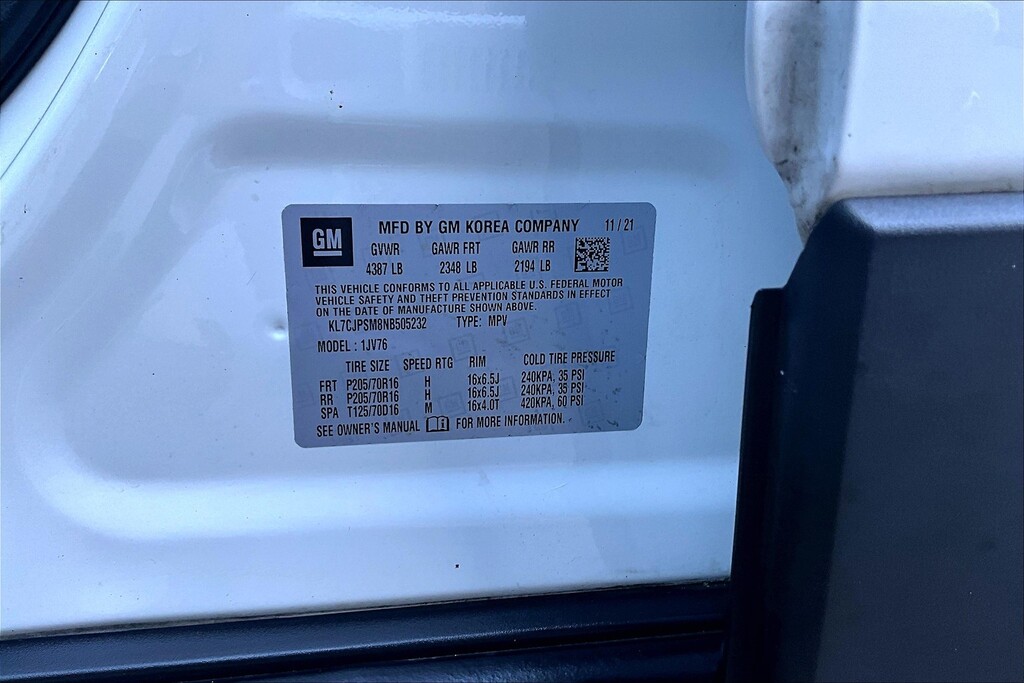 GM
MFD BY GM KOREA COMPANY 11 / 21
GVWR GAWR FRT GAWR RR
4387 LB 2348 LB 2194 LB
THIS VEHICLE CONFORMS TO ALL APPLICABLE U.S. FEDERAL MOTOR
VEHICLE SAFETY AND THEFT PREVENTION STANDARDS IN EFFECT
ON THE DATE OF MANUFACTURE SHOWN ABOVE.
KL7CJPSM8NB505232 TYPE: MPV
MODEL : 1JV76
TIRE SIZE SPEED RTG RIM COLD TIRE PRESSURE
FRT P205/70R16 H 16x6.5J 240KPA, 35 PSI
RR P205/70R16 H 16x6.5J 240KPA, 35 PSI
SPA T125/70D16 M 16x4.0T 420KPA, 60 PSI
SEE OWNER'S MANUAL FOR MORE INFORMATION.